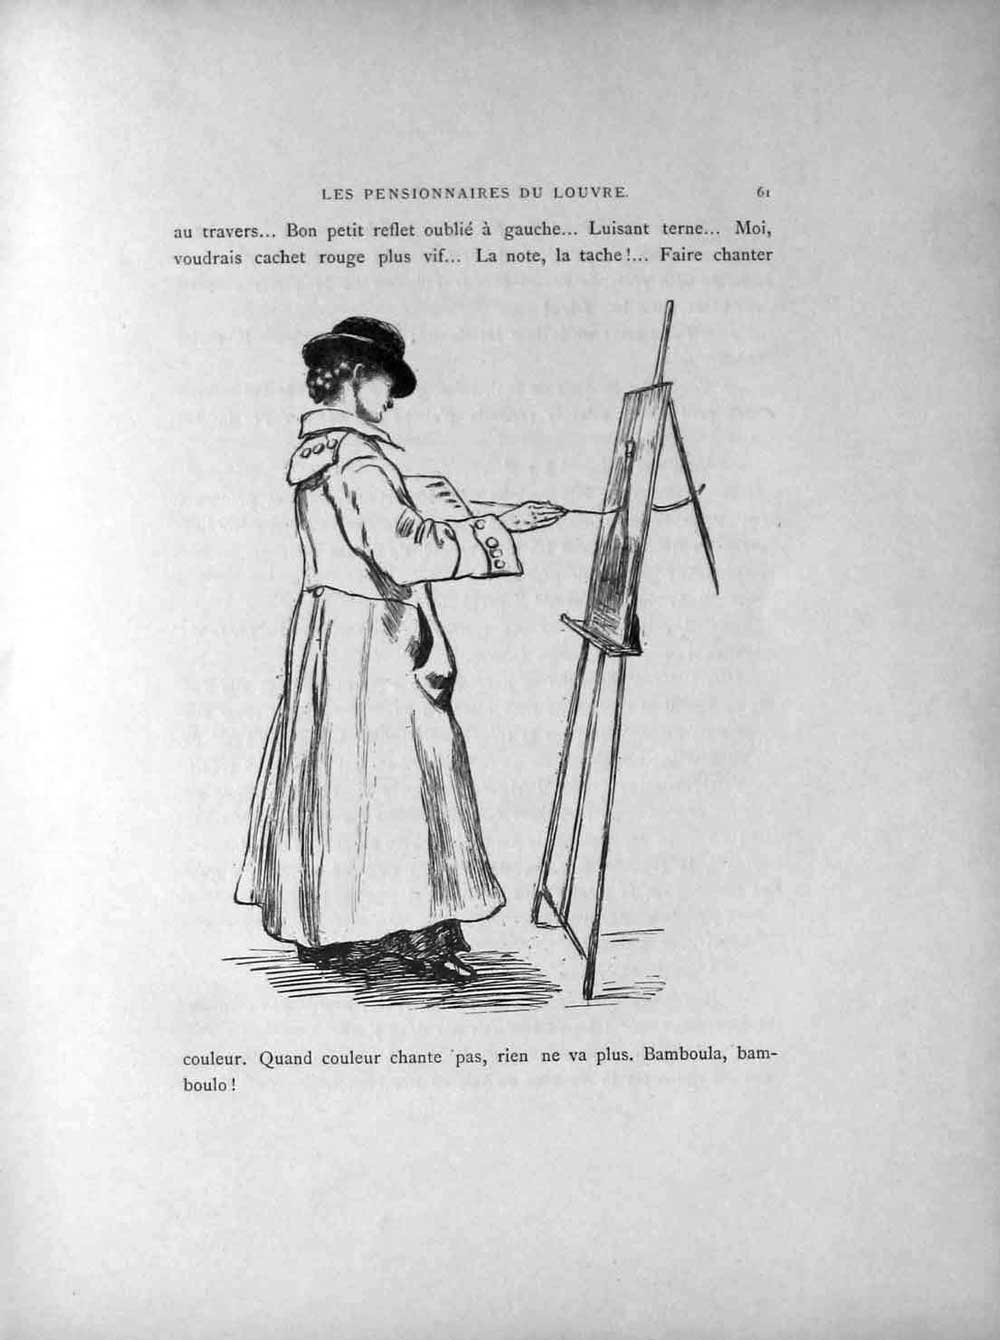 LES PENSIONNAIRES DU LOUVRE. 61
au travers... Bon petit reflet oublié à gauche... Luisant terne... Moi,
voudrais cachet rouge plus vif... La note, la tache!... Faire chanter
couleur. Quand couleur chante pas, rien ne va plus. Bamboula, bam-
boulo!